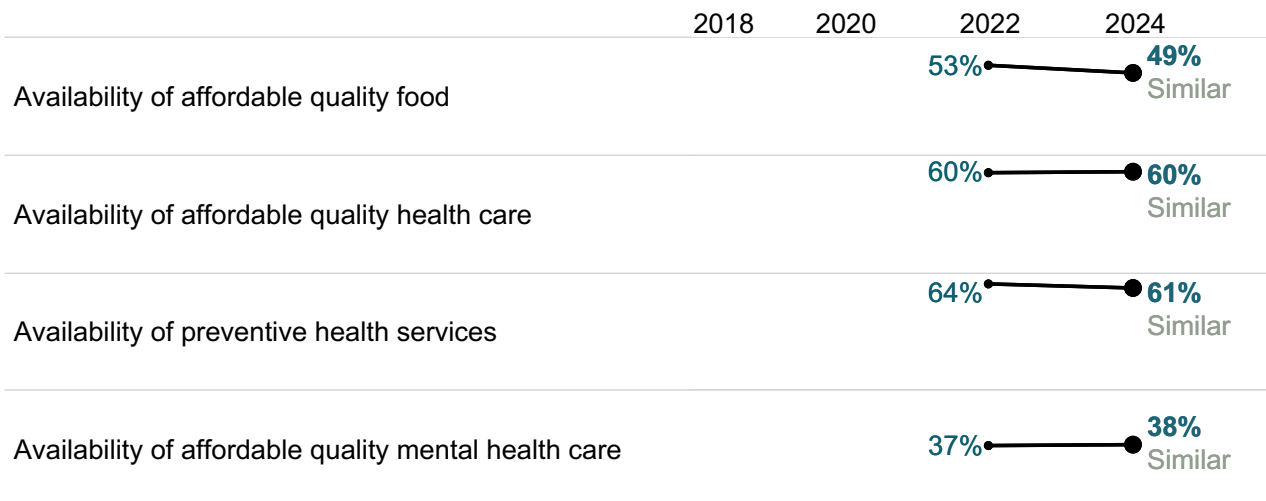 2018 2020 2022 2024
Availability of affordable quality food 53% 49%
Similar
Availability of affordable quality health care 60% 60%
Similar
Availability of preventive health services 64% 61%
Similar
Availability of affordable quality mental health care 37% 38%
Similar